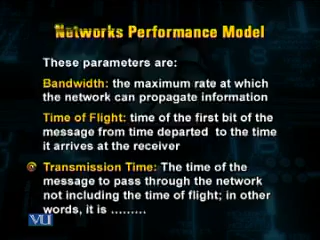 Networks Performance Model
These parameters are:
Bandwidth: the maximum rate at which
the network can propagate information
Time of Flight: time of the first bit of the
message from time departed to the time
it arrives at the receiver
Transmission Time: The time of the
message to pass through the network
not including the time of flight; in other
words, it is .........
VU